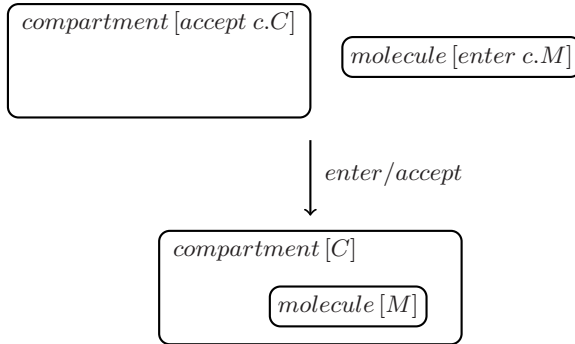 compartment [accept c.C]
molecule [enter c.M]
enter/accept
compartment [C]
molecule [M]